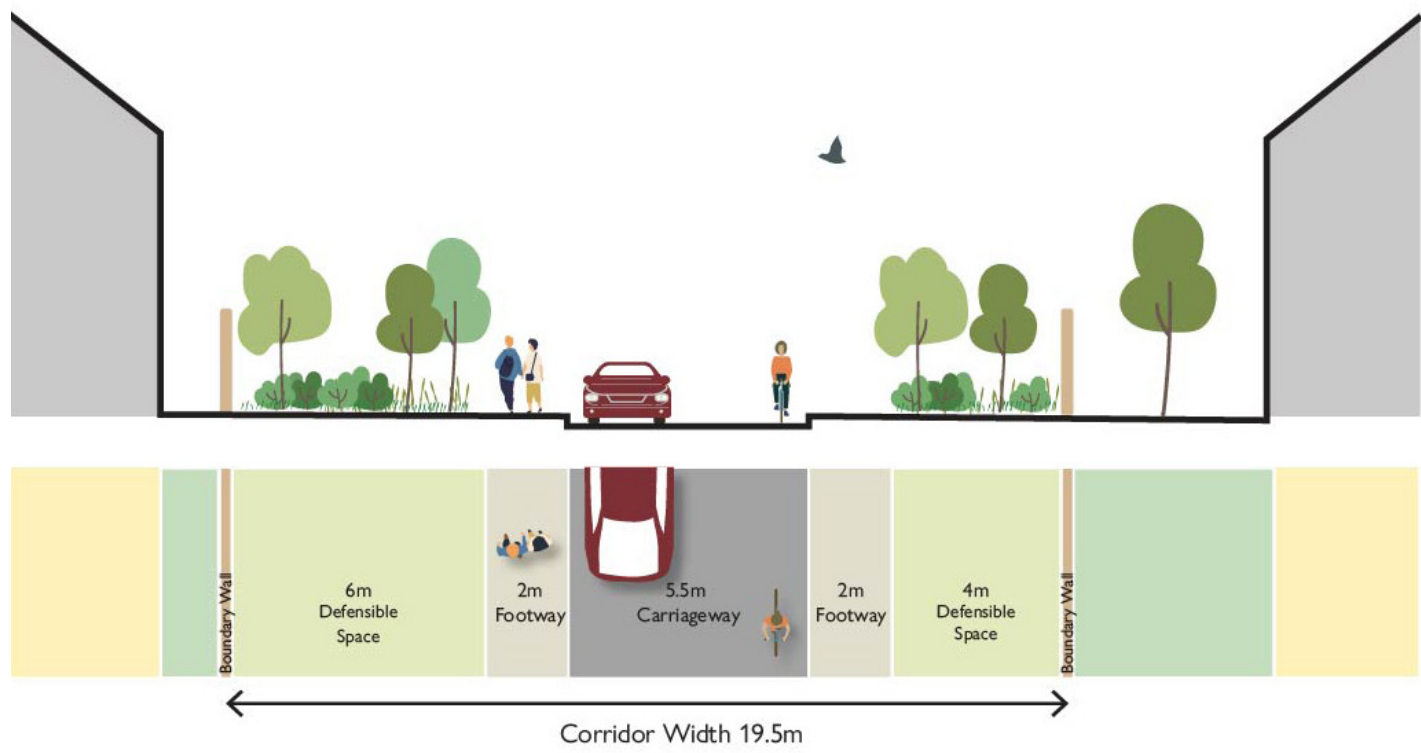 Boundary Wall
6m
Defensible
Space
2m
Footway
5.5m
Carriageway
2m
Footway
4m
Defensible
Space
Boundary Wall
Corridor Width 19.5m